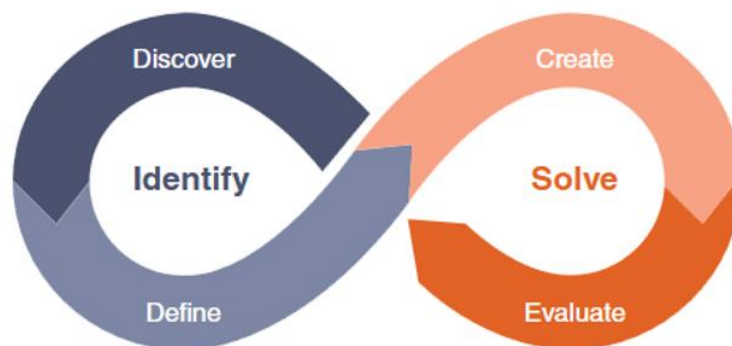 Discover
Create
Identify
Solve
Define
Evaluate